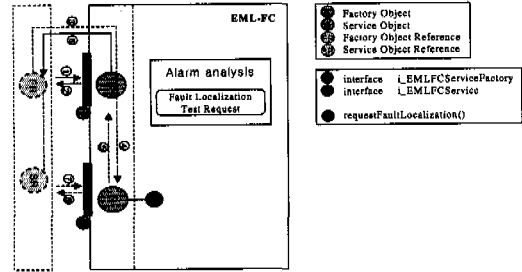 EML-FC
Alarm analysis
Fault Localization
Test Request
Factory Object
Service Object
Factory Object Reference
Service Object Reference
interface i_EMLFCServiceFactory
interface i_EMLFCService
requestFaultLocalization()